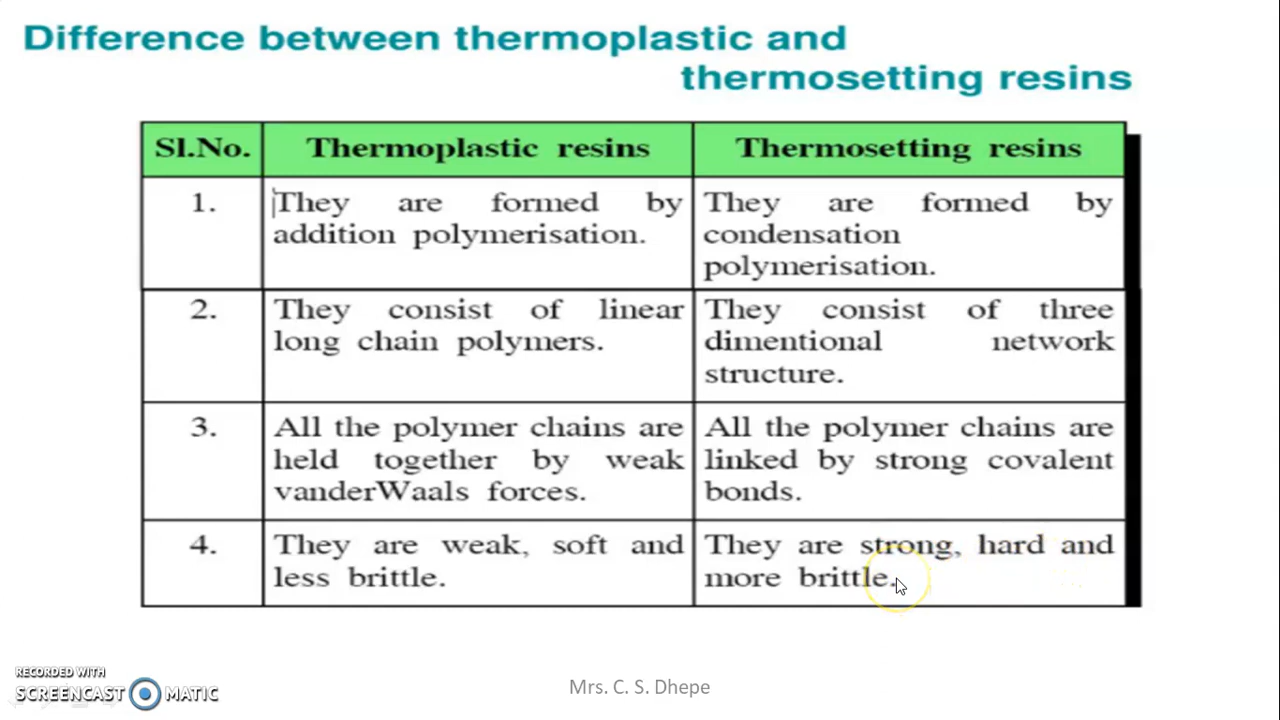 Difference between thermoplastic and
thermosetting resins
Sl.No. Thermoplastic resins Thermosetting resins
1. They are formed by
addition polymerisation.
They are formed by
condensation
polymerisation.
2. They consist of linear
long chain polymers.
They consist of three
dimentional network
structure.
3. All the polymer chains are
held together by weak
vanderWaals forces.
All the polymer chains are
linked by strong covalent
bonds.
4. They are weak, soft and
less brittle.
They are strong, hard and
more brittle.
RECORDED WITH
SCREENCAST MATIC
Mrs. C. S. Dhepe